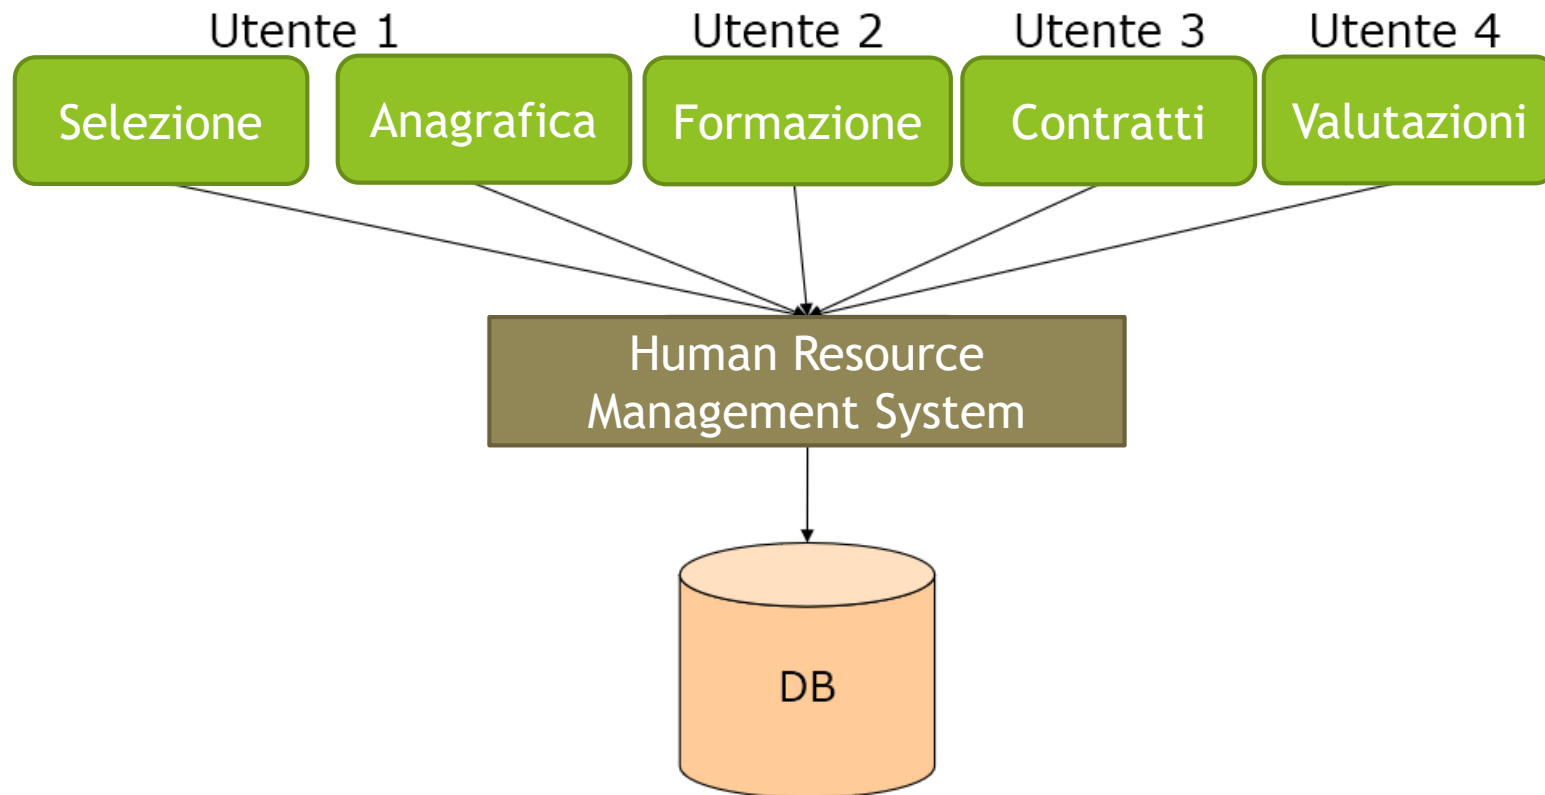 Utente 1
Utente 2
Utente 3
Utente 4
Selezione
Anagrafica
Formazione
Contratti
Valutazioni
Human Resource
Management System
DB